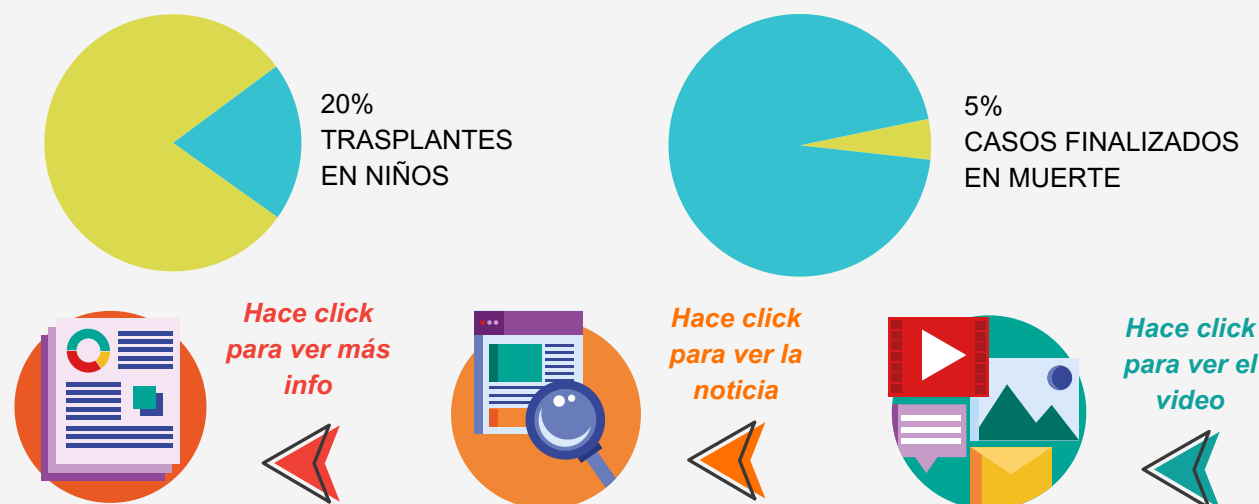 20%
TRASPLANTES
EN NIÑOS
5%
CASOS FINALIZADOS
EN MUERTE
Hace click
para ver más
info
Hace click
para ver la
noticia
Hace click
para ver el
video